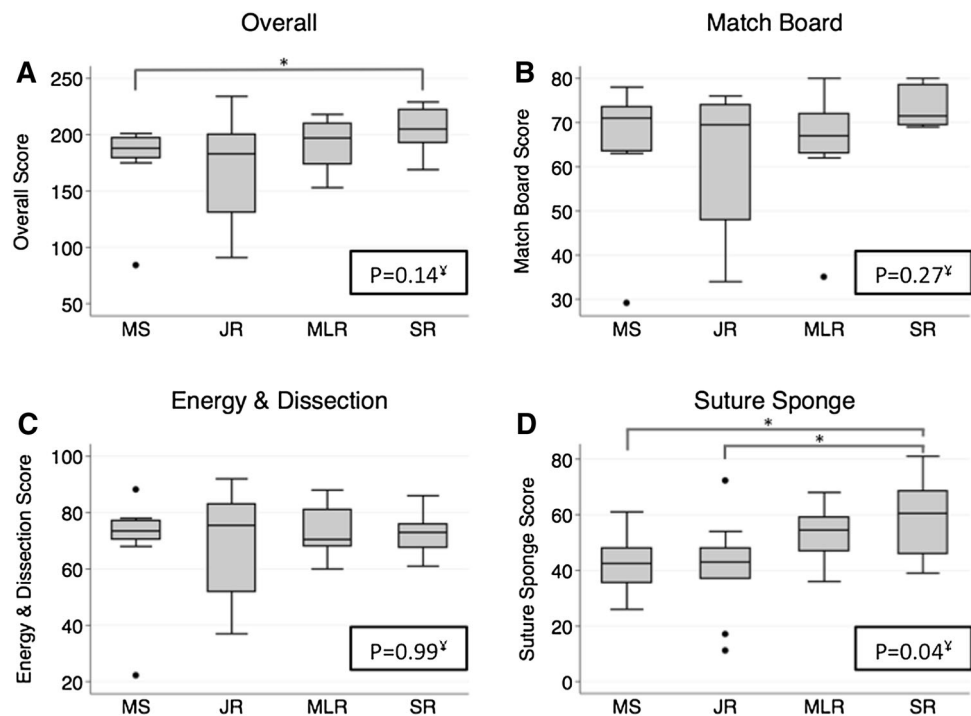 Overall
A
*
Overall Score
250
200
150
100
50
P=0.14¥
MS JR MLR SR
Match Board
B
Match Board Score
80
70
60
50
40
30
P=0.27¥
MS JR MLR SR
Energy & Dissection
C
Energy & Dissection Score
100
80
60
40
20
P=0.99¥
MS JR MLR SR
Suture Sponge
D
*
*
Suture Sponge Score
80
60
40
20
0
P=0.04¥
MS JR MLR SR